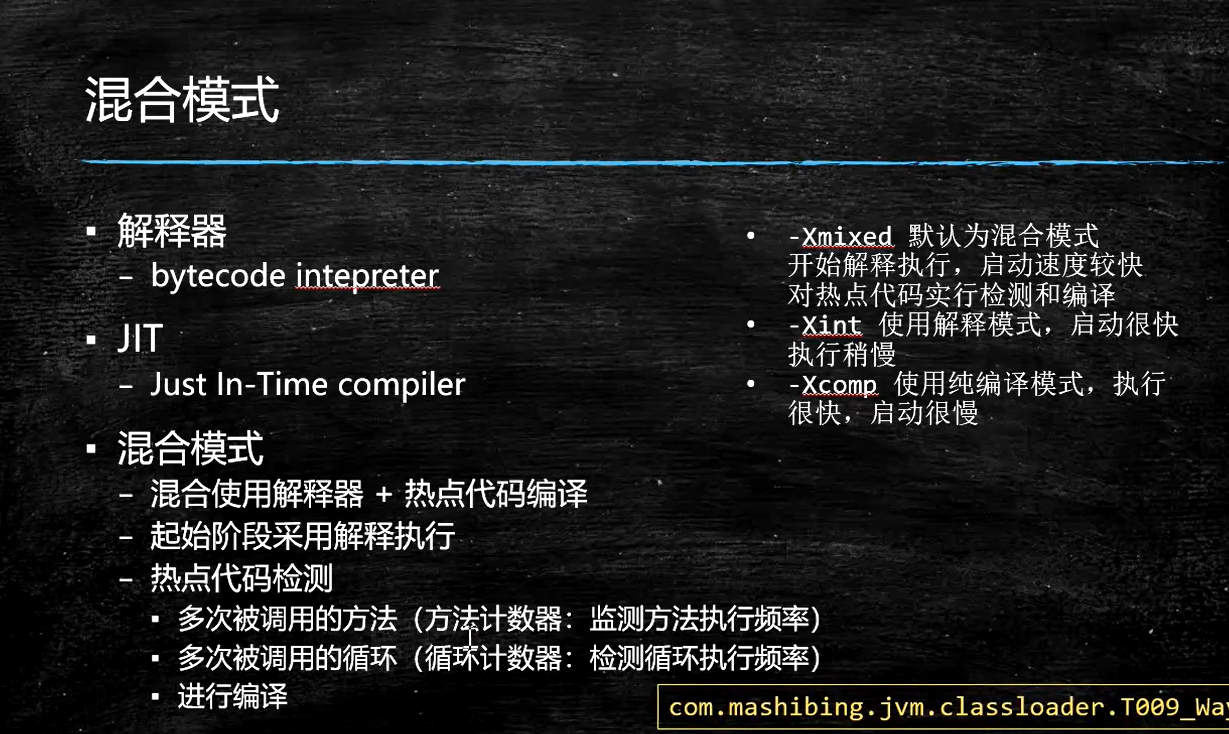 混合模式
▪ 解释器
– bytecode intepreter
▪ JIT
– Just In-Time compiler
▪ 混合模式
– 混合使用解释器 + 热点代码编译
– 起始阶段采用解释执行
– 热点代码检测
▪ 多次被调用的方法（方法计数器：监测方法执行频率）
▪ 多次被调用的循环（循环计数器：检测循环执行频率）
▪ 进行编译
• -Xmixed 默认为混合模式
开始解释执行，启动速度较快
对热点代码实行检测和编译
• -Xint 使用解释模式，启动很快
执行稍慢
• -Xcomp 使用纯编译模式，执行
很快，启动很慢
com.mashibing.jvm.classloader.T009_Way